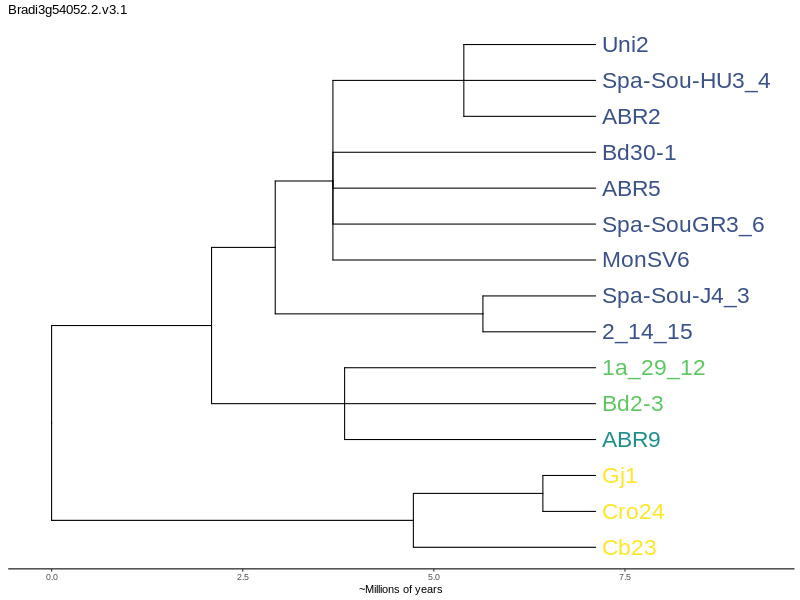 Bradi3g54052.2.v3.1
Uni2
Spa-Sou-HU3_4
ABR2
Bd30-1
ABR5
Spa-SouGR3_6
MonSV6
Spa-Sou-J4_3
2_14_15
1a_29_12
Bd2-3
ABR9
Gj1
Cro24
Cb23
0.0 2.5 5.0 7.5
~Millions of years